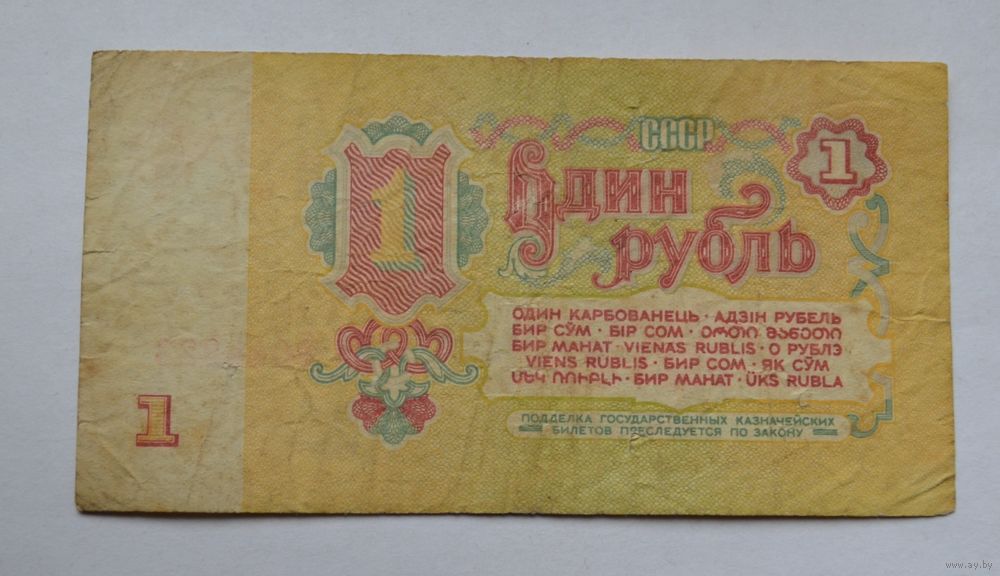 СССР
1
1
Один
рубль
ОДИН КАРБОВАНЕЦЬ · АДЗІН РУБЕЛЬ
БИР СЎМ · БІР СОМ · ᲔᲠᲗᲘ ᲛᲐᲜᲔᲗᲘ
БИР МАНАТ · VIENAS RUBLIS · О РУБЛЭ
VIENS RUBLIS · БИР СОМ · ЯК СЎМ
ՄԵԿ ՌՈՒԲԼԻ · БИР МАНАТ · ÜKS RUBLA
1
ПОДДЕЛКА ГОСУДАРСТВЕННЫХ КАЗНАЧЕЙСКИХ
БИЛЕТОВ ПРЕСЛЕДУЕТСЯ ПО ЗАКОНУ
www.ay.by